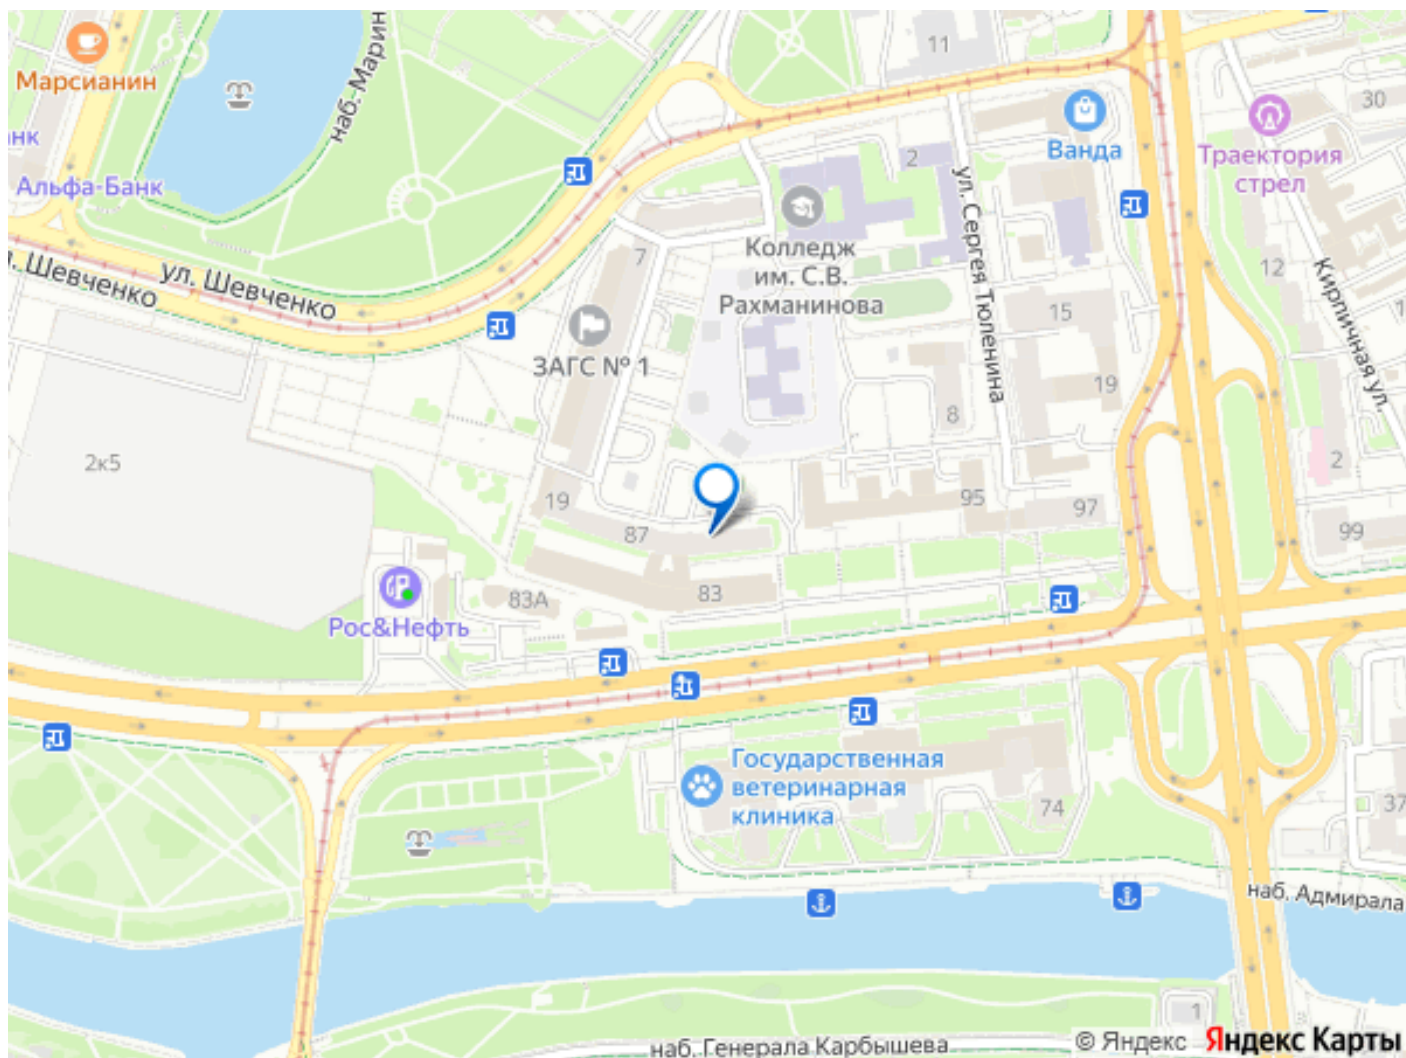 Марсианин
наб. Марин
11
30
нк
Ванда
Траектория
стрел
Альфа-Банк
2
ул. Сергея Тюленина
Колледж
им. С.В.
Рахманинова
7
12
л. Шевченко
ул. Шевченко
Кирпичная ул.
15
ЗАГС № 1
19
8
2к5
2
19
87
95
97
99
83А
83
Рос&Нефть
Государственная
ветеринарная
клиника
74
37
наб. Адмирала
1
наб. Генерала Карбышева
© Яндекс Яндекс Карты